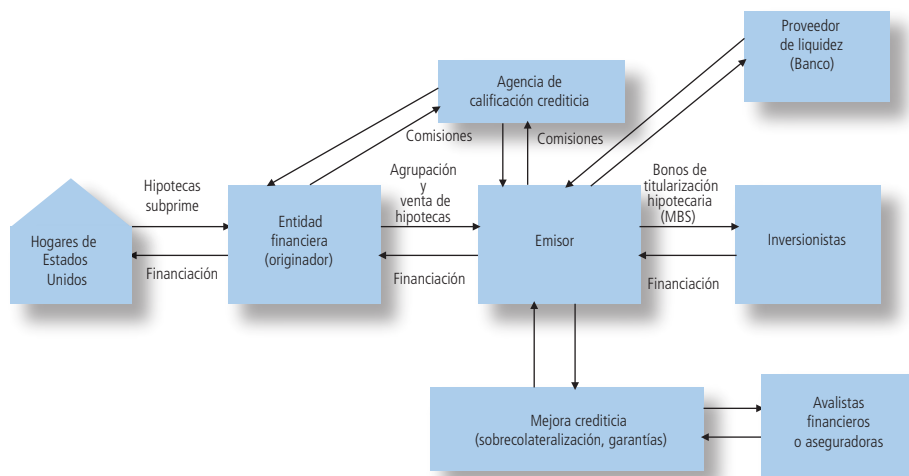 Proveedor
de liquidez
(Banco)
Agencia de
calificación crediticia
Comisiones
Comisiones
Hipotecas
subprime
Agrupación
y
venta de
hipotecas
Bonos de
titularización
hipotecaria
(MBS)
Hogares de
Estados
Unidos
Entidad
financiera
(originador)
Emisor
Inversionistas
Financiación
Financiación
Financiación
Mejora crediticia
(sobrecolateralización, garantías)
Avalistas
financieros
o aseguradoras